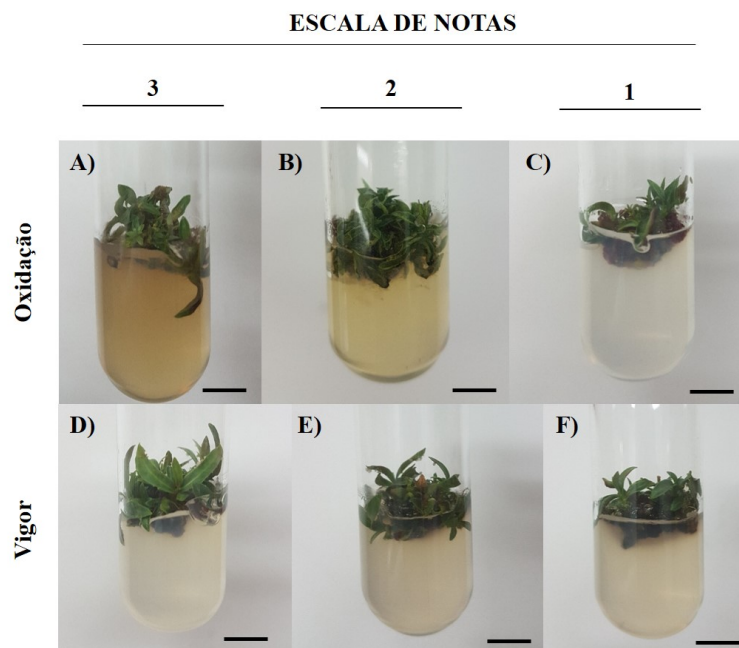 ESCALA DE NOTAS
3 2 1
Oxidação
A) B) C)
Vigor
D) E) F)